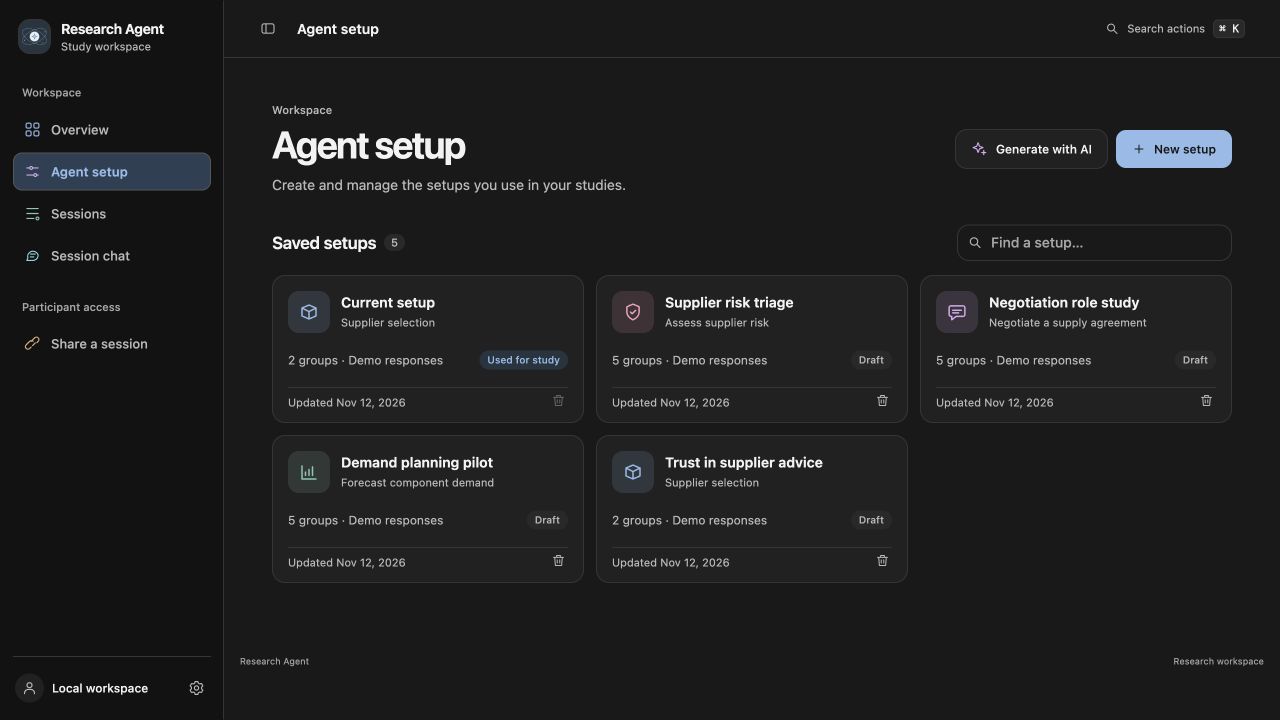 Research Agent
Study workspace
Workspace
Overview
Agent setup
Sessions
Session chat
Participant access
Share a session
Local workspace
Agent setup
Search actions
⌘ K
Workspace
Agent setup
Create and manage the setups you use in your studies.
Generate with AI
New setup
Saved setups 5
Find a setup...
Current setup
Supplier selection
2 groups · Demo responses
Used for study
Updated Nov 12, 2026
Supplier risk triage
Assess supplier risk
5 groups · Demo responses
Draft
Updated Nov 12, 2026
Negotiation role study
Negotiate a supply agreement
5 groups · Demo responses
Draft
Updated Nov 12, 2026
Demand planning pilot
Forecast component demand
5 groups · Demo responses
Draft
Updated Nov 12, 2026
Trust in supplier advice
Supplier selection
2 groups · Demo responses
Draft
Updated Nov 12, 2026
Research Agent
Research workspace